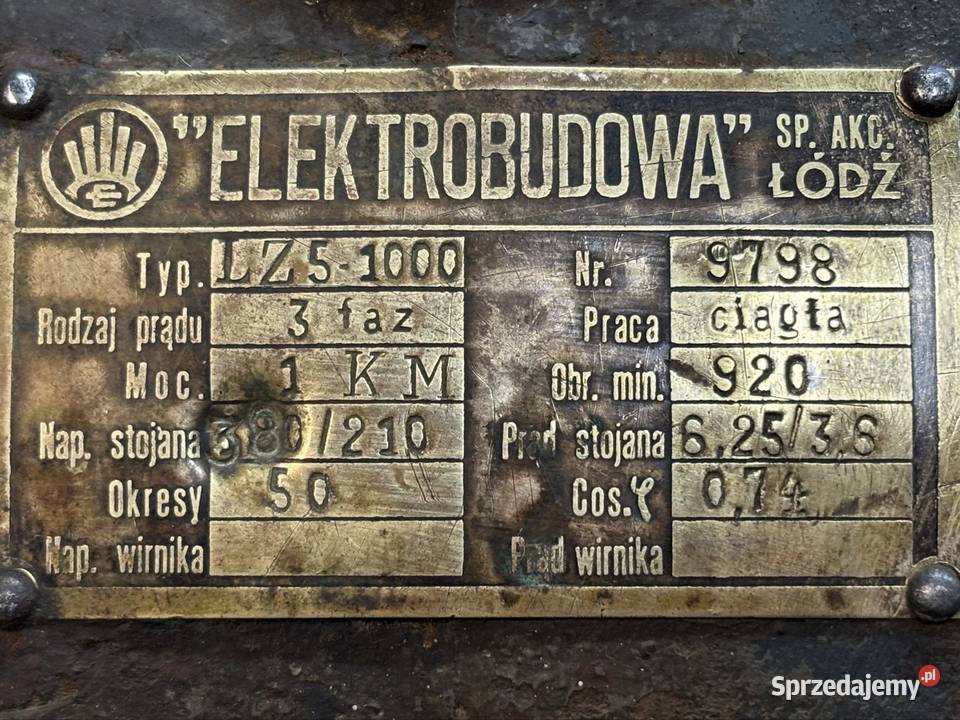 "ELEKTROBUDOWA" SP. AKC. ŁÓDŹ
Typ. LZ5-1000 Nr. 9798
Rodzaj prądu 3 faz Praca ciagła
Moc. 1 KM Obr. min. 920
Nap. stojana 380/210 Prąd stojana 6,25/3,6
Okresy 50 Cos. φ 0,74
Nap. wirnika Prąd wirnika
Sprzedajemy.pl